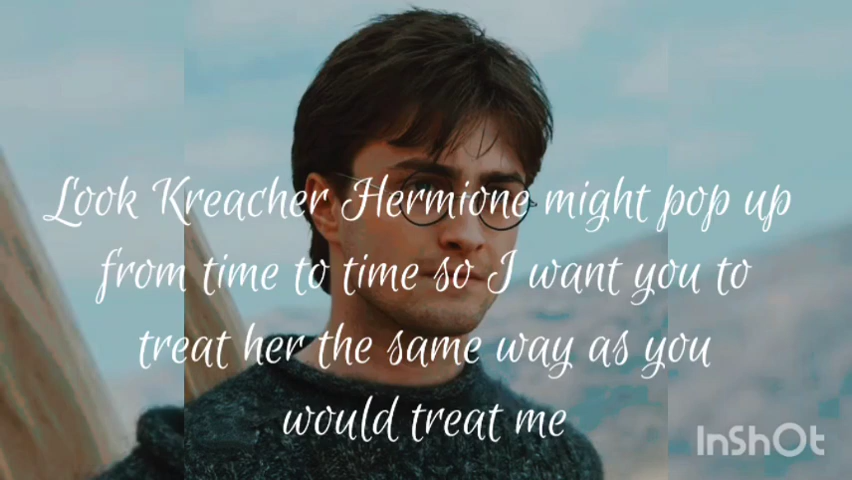 Look Kreacher Hermione might pop up
from time to time so I want you to
treat her the same way as you
would treat me
InShOt